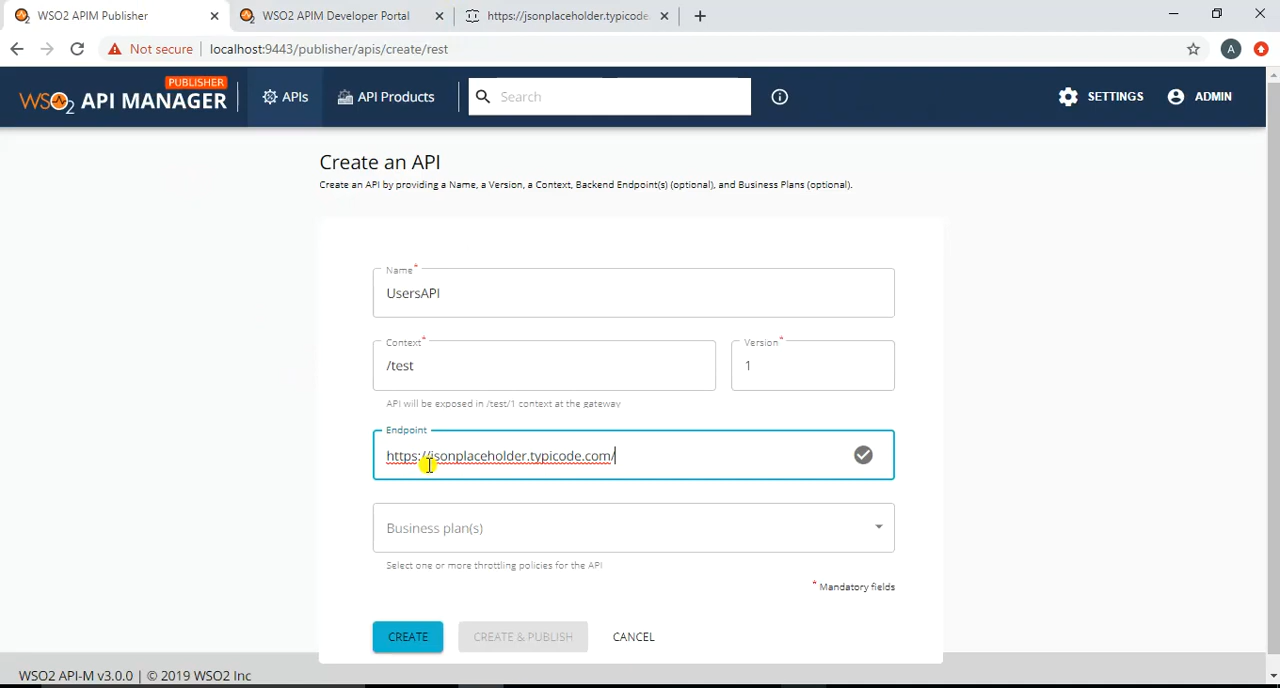 WSO2 APIM Publisher
WSO2 APIM Developer Portal
https://jsonplaceholder.typicode.
Not secure
localhost:9443/publisher/apis/create/rest
A
PUBLISHER
WSO2 API MANAGER
APIs
API Products
Search
SETTINGS
ADMIN
Create an API
Create an API by providing a Name, a Version, a Context, Backend Endpoint(s) (optional), and Business Plans (optional).
Name*
UsersAPI
Context*
/test
Version*
1
API will be exposed in /test/1 context at the gateway
Endpoint
https://jsonplaceholder.typicode.com/
Business plan(s)
Select one or more throttling policies for the API
* Mandatory fields
CREATE
CREATE & PUBLISH
CANCEL
WSO2 API-M v3.0.0 | © 2019 WSO2 Inc